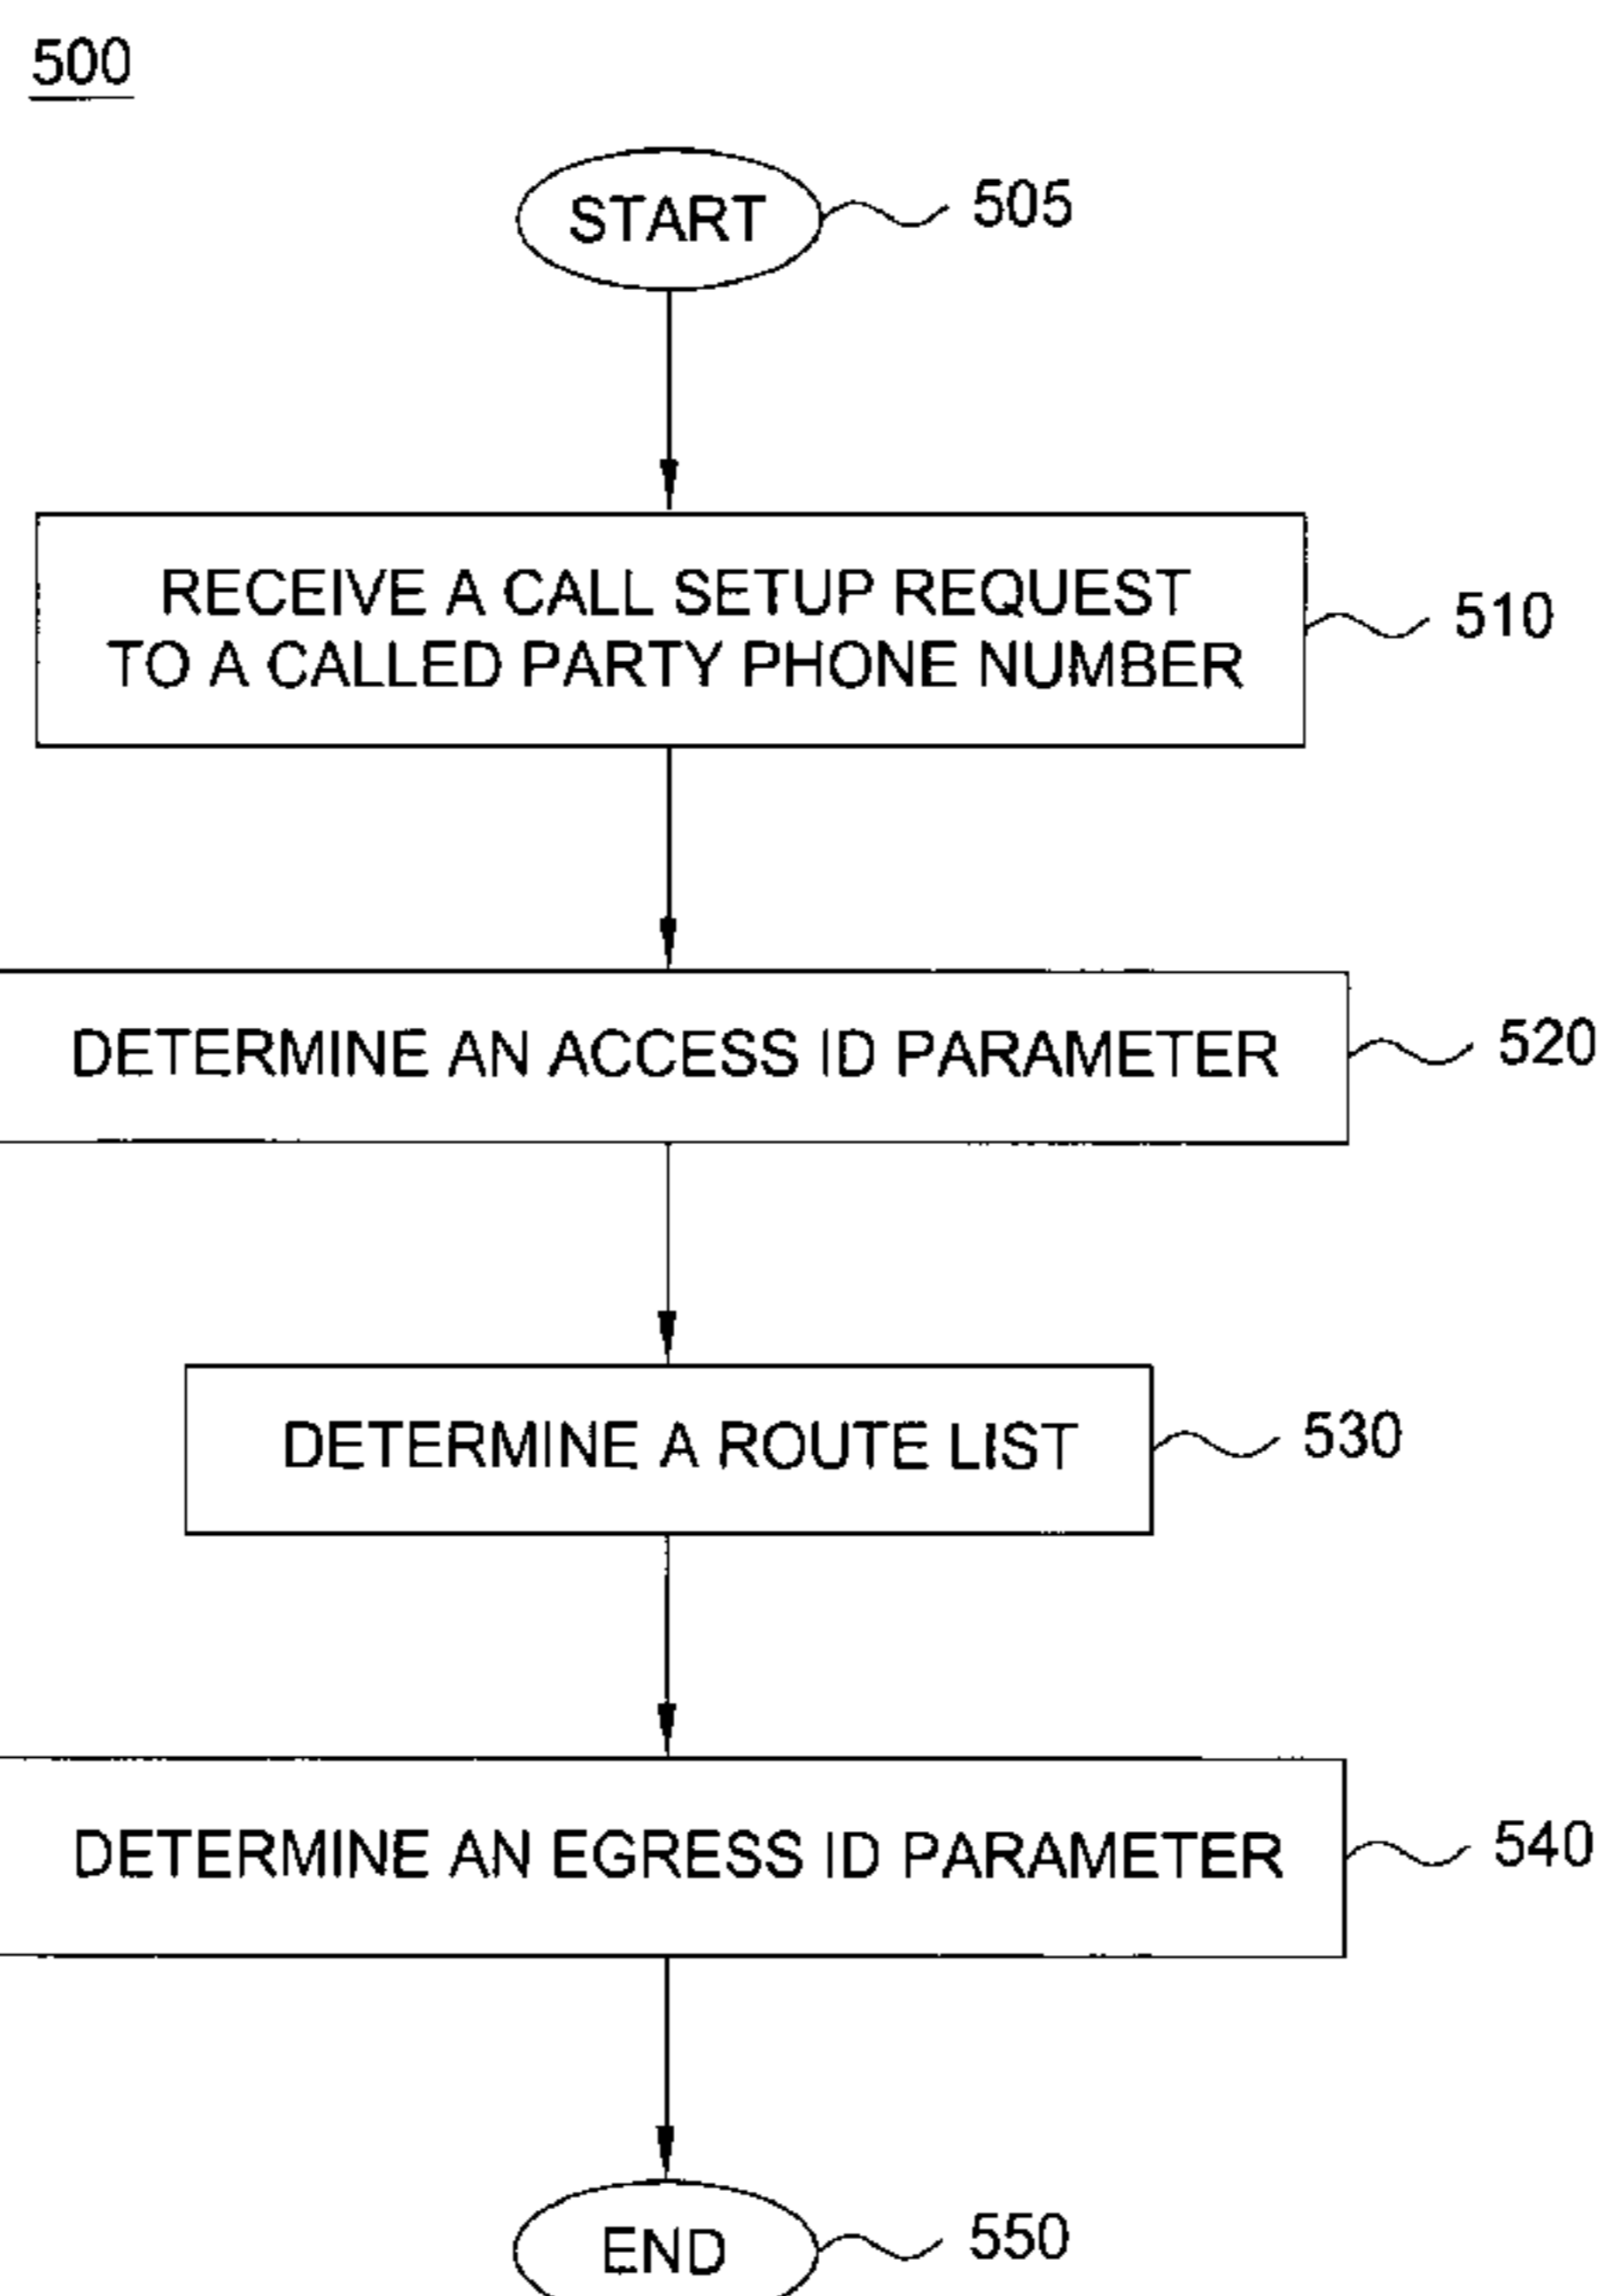 500
START
505
RECEIVE A CALL SETUP REQUEST
TO A CALLED PARTY PHONE NUMBER
510
DETERMINE AN ACCESS ID PARAMETER
520
DETERMINE A ROUTE LIST
530
DETERMINE AN EGRESS ID PARAMETER
540
END
550